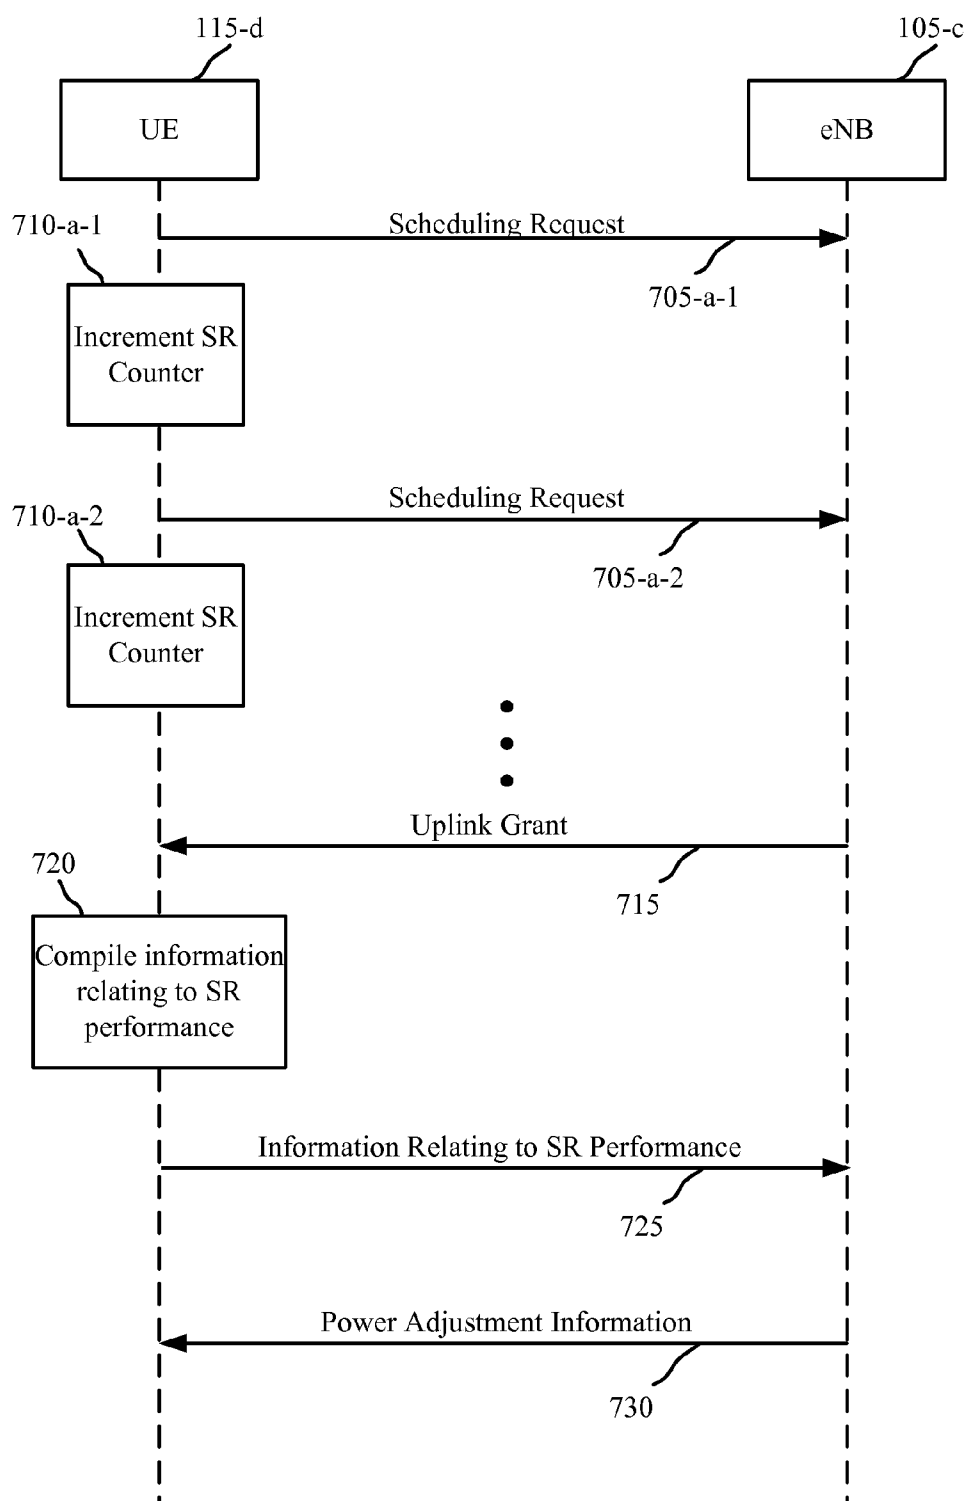 115-d
105-c
UE
eNB
Scheduling Request
710-a-1
705-a-1
Increment SR
Counter
Scheduling Request
710-a-2
705-a-2
Increment SR
Counter
Uplink Grant
720
715
Compile information
relating to SR
performance
Information Relating to SR Performance
725
Power Adjustment Information
730